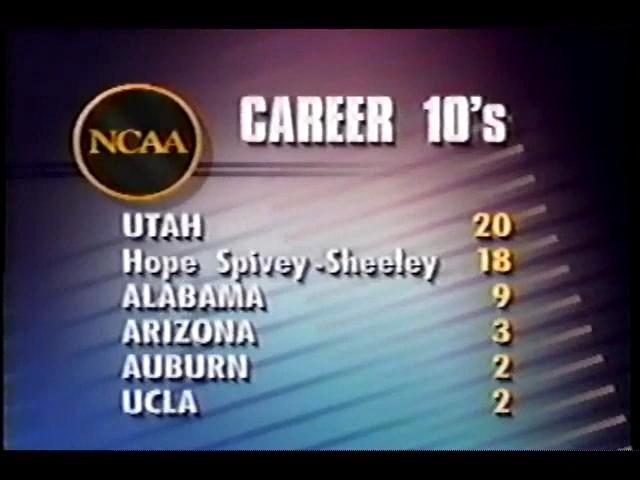 NCAA
CAREER 10's
UTAH 20
Hope Spivey-Sheeley 18
ALABAMA 9
ARIZONA 3
AUBURN 2
UCLA 2